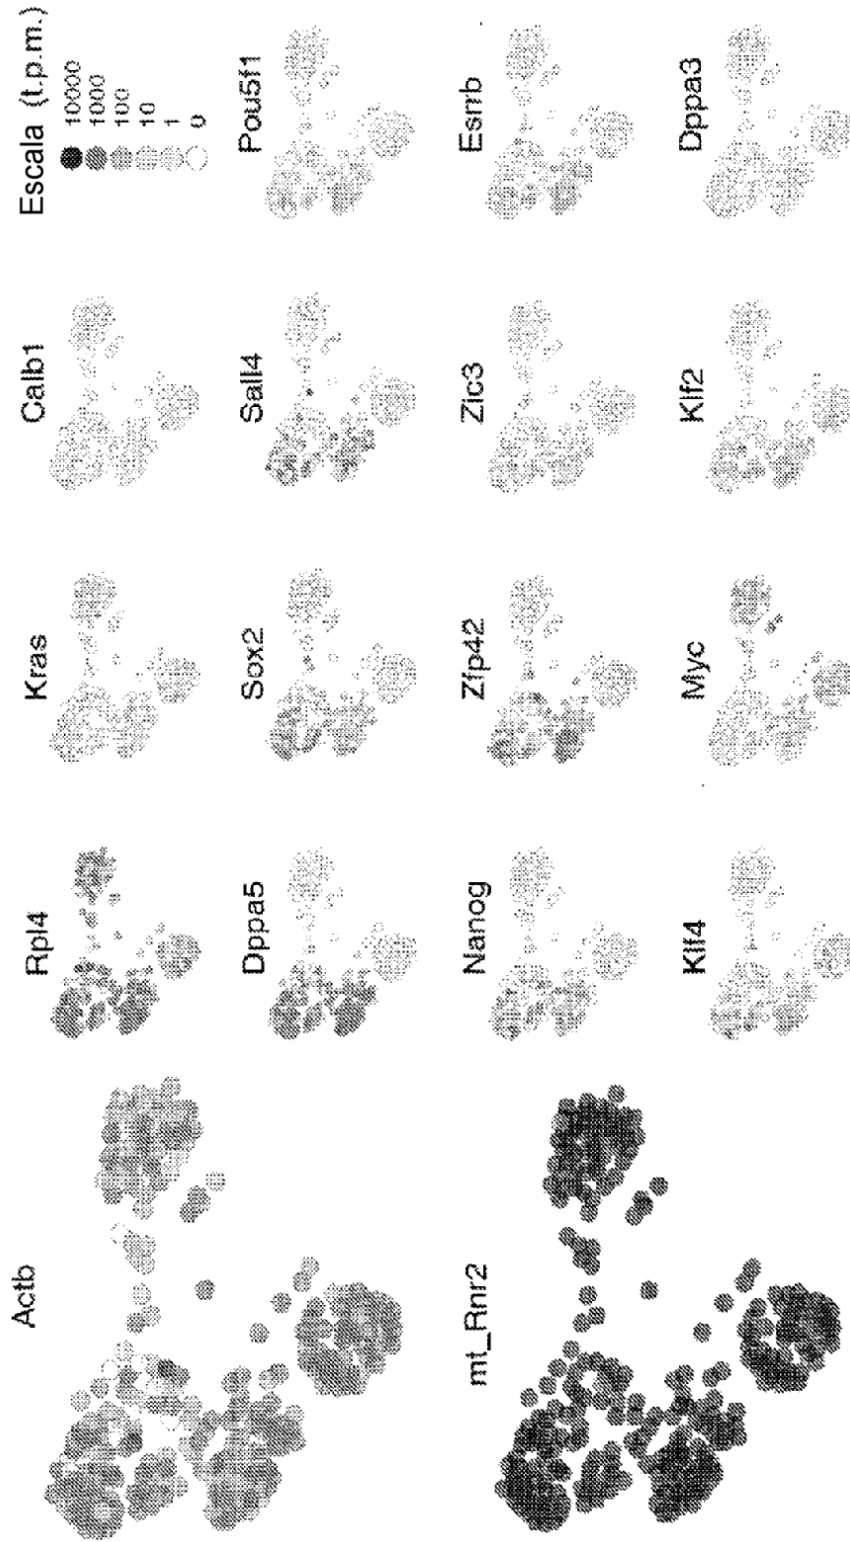 Actb
Rpl4
Kras
Calb1
Escala (t.p.m.)
10000
1000
100
10
1
0
Dppa5
Sox2
Sall4
Pou5f1
mt_Rnr2
Nanog
Zfp42
Zic3
Esrrb
Klf4
Myc
Klf2
Dppa3